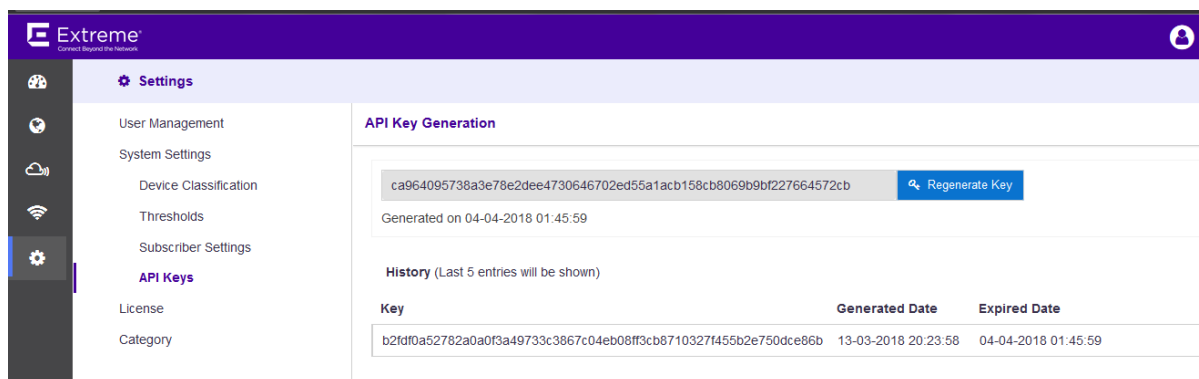 Extreme
Connect Beyond the Network
Settings
User Management
System Settings
Device Classification
Thresholds
Subscriber Settings
API Keys
License
Category
API Key Generation
ca964095738a3e78e2dee4730646702ed55a1acb158cb8069b9bf227664572cb Regenerate Key
Generated on 04-04-2018 01:45:59
History (Last 5 entries will be shown)
Key Generated Date Expired Date
b2fdf0a52782a0a0f3a49733c3867c04eb08ff3cb8710327f455b2e750dce86b 13-03-2018 20:23:58 04-04-2018 01:45:59